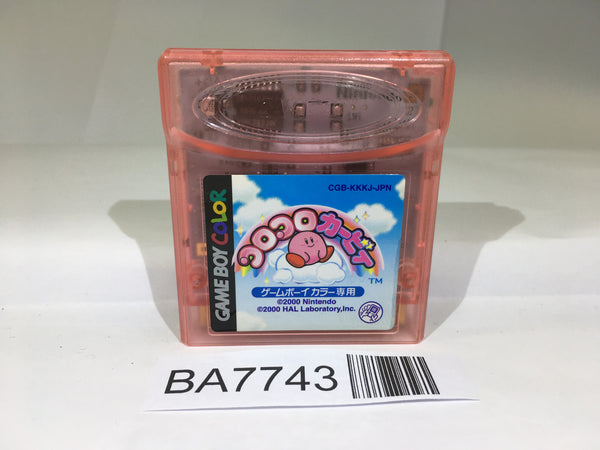 CGB-KKKJ-JPN
GAME BOY COLOR
コロコロカービィ
TM
ゲームボーイカラー専用
©2000 Nintendo
©2000 HAL Laboratory,Inc.
BA7743